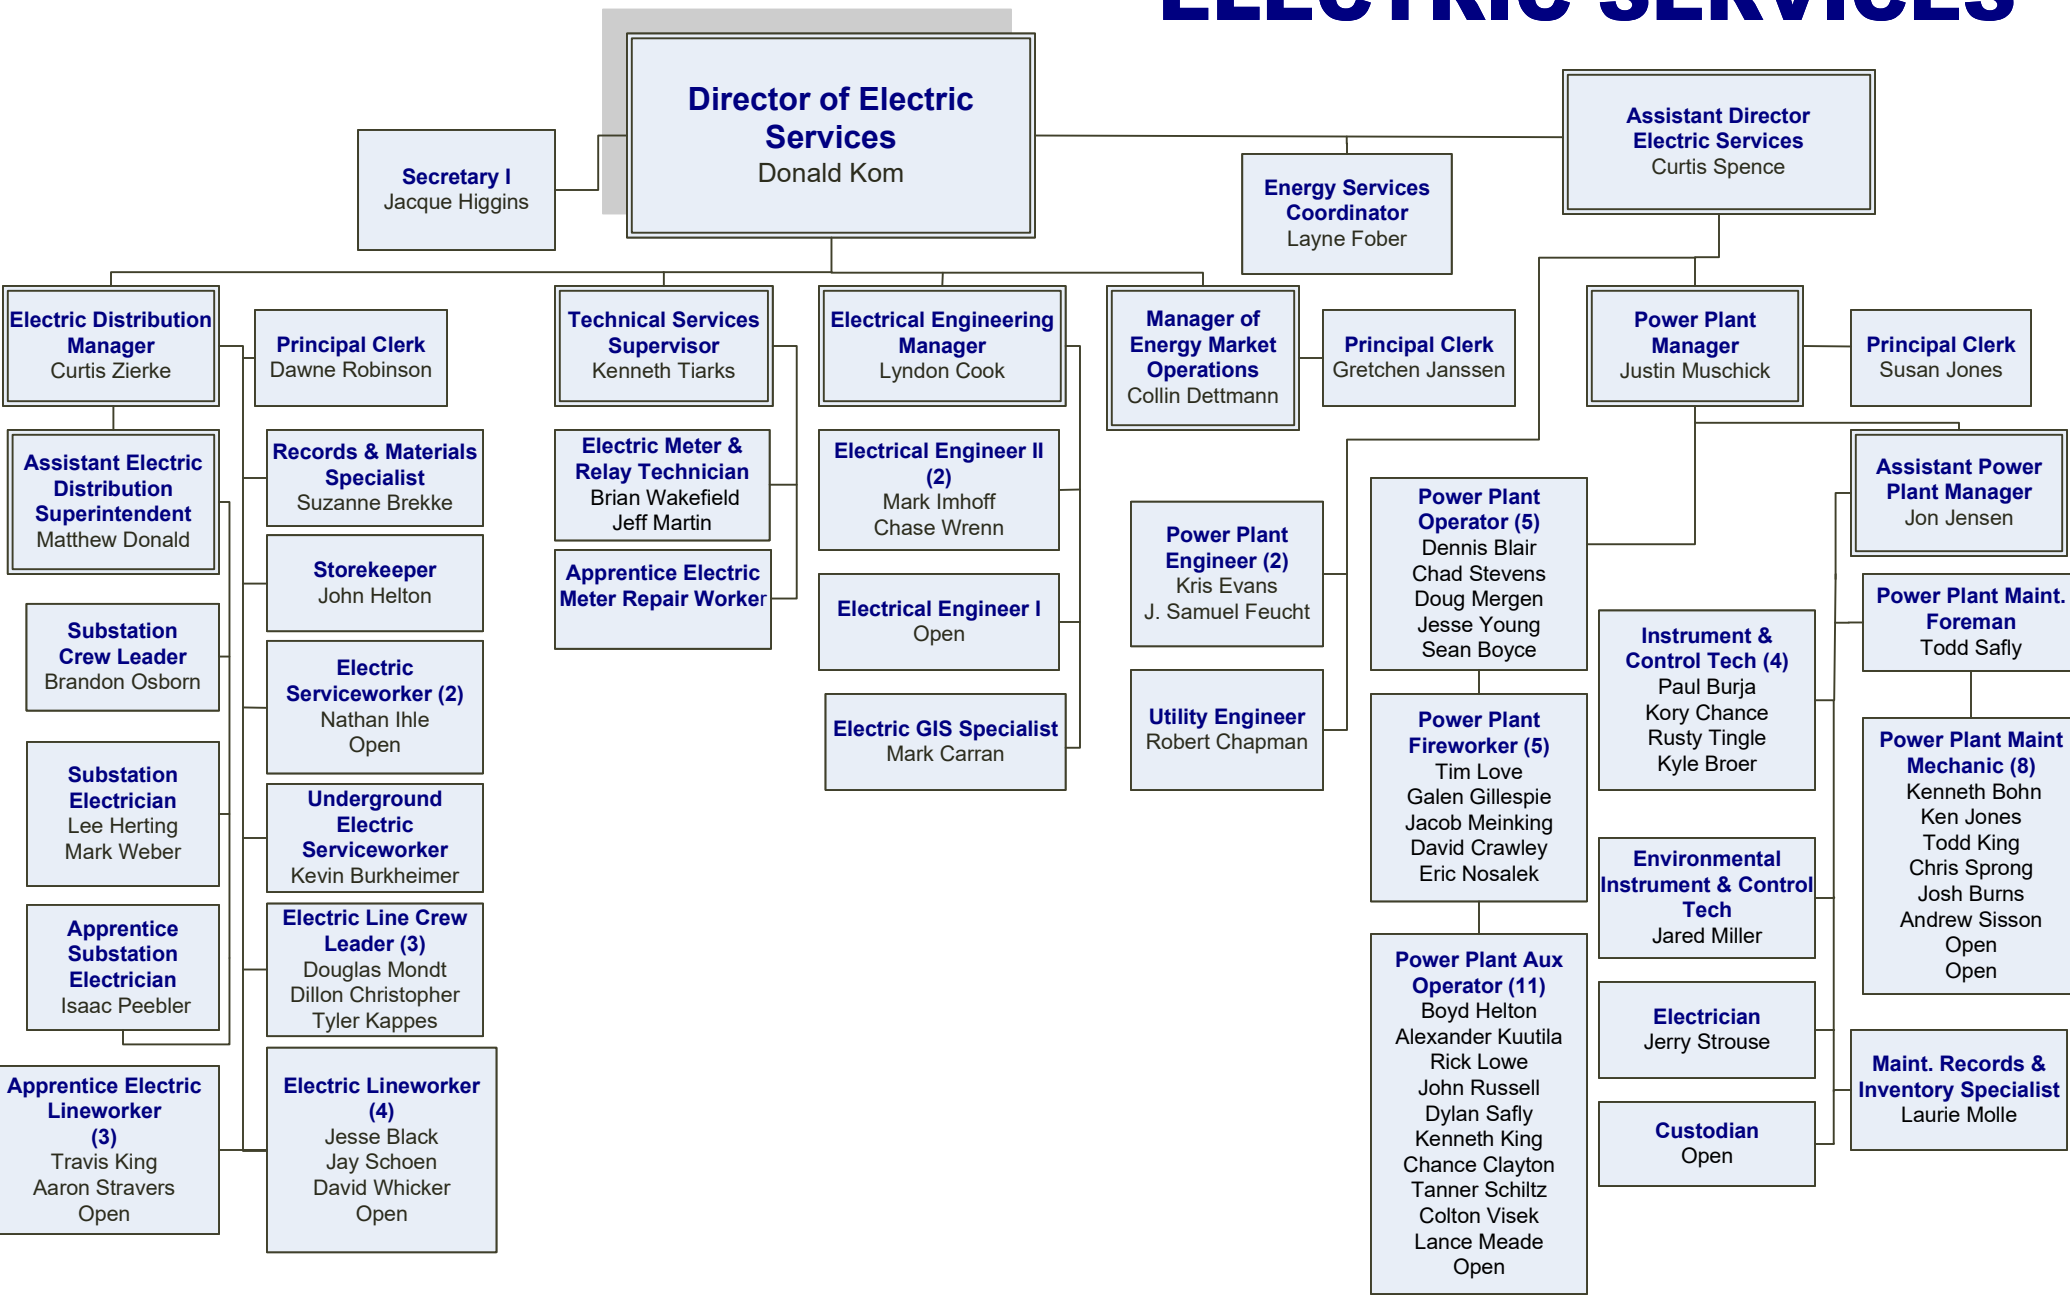 ELECTRIC SERVICES
Director of Electric
Services
Donald Kom
Assistant Director
Electric Services
Curtis Spence
Secretary I
Jacque Higgins
Energy Services
Coordinator
Layne Fober
Electric Distribution
Manager
Curtis Zierke
Principal Clerk
Dawne Robinson
Technical Services
Supervisor
Kenneth Tiarks
Electrical Engineering
Manager
Lyndon Cook
Manager of
Energy Market
Operations
Collin Dettmann
Principal Clerk
Gretchen Janssen
Power Plant
Manager
Justin Muschick
Principal Clerk
Susan Jones
Assistant Electric
Distribution
Superintendent
Matthew Donald
Records & Materials
Specialist
Suzanne Brekke
Storekeeper
John Helton
Substation
Crew Leader
Brandon Osborn
Electric
Serviceworker (2)
Nathan Ihle
Open
Substation
Electrician
Lee Herting
Mark Weber
Underground
Electric
Serviceworker
Kevin Burkheimer
Apprentice
Substation
Electrician
Isaac Peebler
Electric Line Crew
Leader (3)
Douglas Mondt
Dillon Christopher
Tyler Kappes
Apprentice Electric
Lineworker
(3)
Travis King
Aaron Stravers
Open
Electric Lineworker
(4)
Jesse Black
Jay Schoen
David Whicker
Open
Electric Meter &
Relay Technician
Brian Wakefield
Jeff Martin
Apprentice Electric
Meter Repair Worker
Electrical Engineer II
(2)
Mark Imhoff
Chase Wrenn
Electrical Engineer I
Open
Electric GIS Specialist
Mark Carran
Power Plant
Engineer (2)
Kris Evans
J. Samuel Feucht
Utility Engineer
Robert Chapman
Power Plant
Operator (5)
Dennis Blair
Chad Stevens
Doug Mergen
Jesse Young
Sean Boyce
Power Plant
Fireworker (5)
Tim Love
Galen Gillespie
Jacob Meinking
David Crawley
Eric Nosalek
Power Plant Aux
Operator (11)
Boyd Helton
Alexander Kuutila
Rick Lowe
John Russell
Dylan Safly
Kenneth King
Chance Clayton
Tanner Schiltz
Colton Visek
Lance Meade
Open
Assistant Power
Plant Manager
Jon Jensen
Instrument &
Control Tech (4)
Paul Burja
Kory Chance
Rusty Tingle
Kyle Broer
Environmental
Instrument & Control
Tech
Jared Miller
Electrician
Jerry Strouse
Custodian
Open
Power Plant Maint.
Foreman
Todd Safly
Power Plant Maint
Mechanic (8)
Kenneth Bohn
Ken Jones
Todd King
Chris Sprong
Josh Burns
Andrew Sisson
Open
Open
Maint. Records &
Inventory Specialist
Laurie Molle